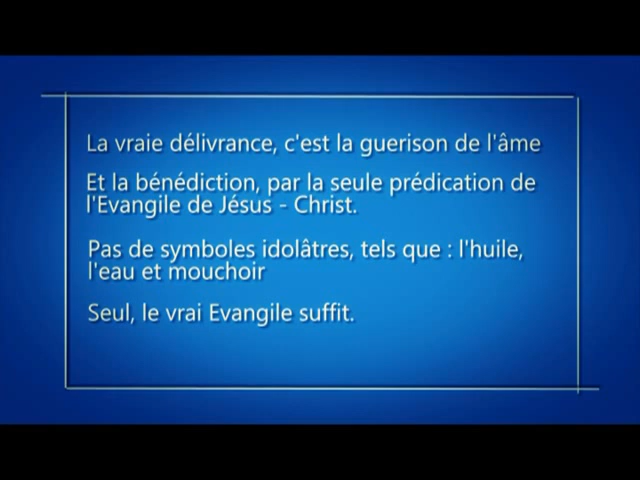 La vraie délivrance, c'est la guerison de l'âme
Et la bénédiction, par la seule prédication de
l'Evangile de Jésus - Christ.
Pas de symboles idolâtres, tels que : l'huile,
l'eau et mouchoir
Seul, le vrai Evangile suffit.